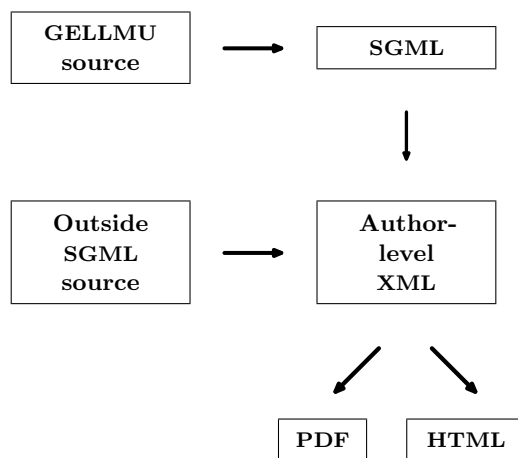 GELLMU
source
SGML
Outside
SGML
source
Author-
level
XML
PDF
HTML